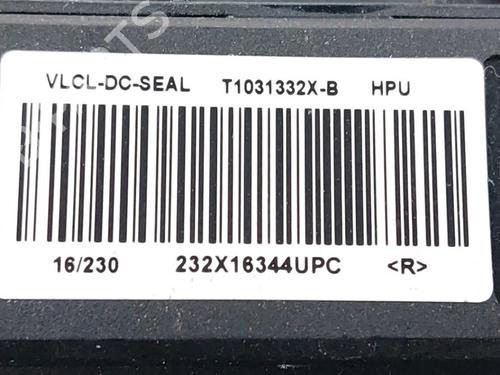 VLCL-DC-SEAL T1031332X-B HPU
16/230 232X16344UPC <R>